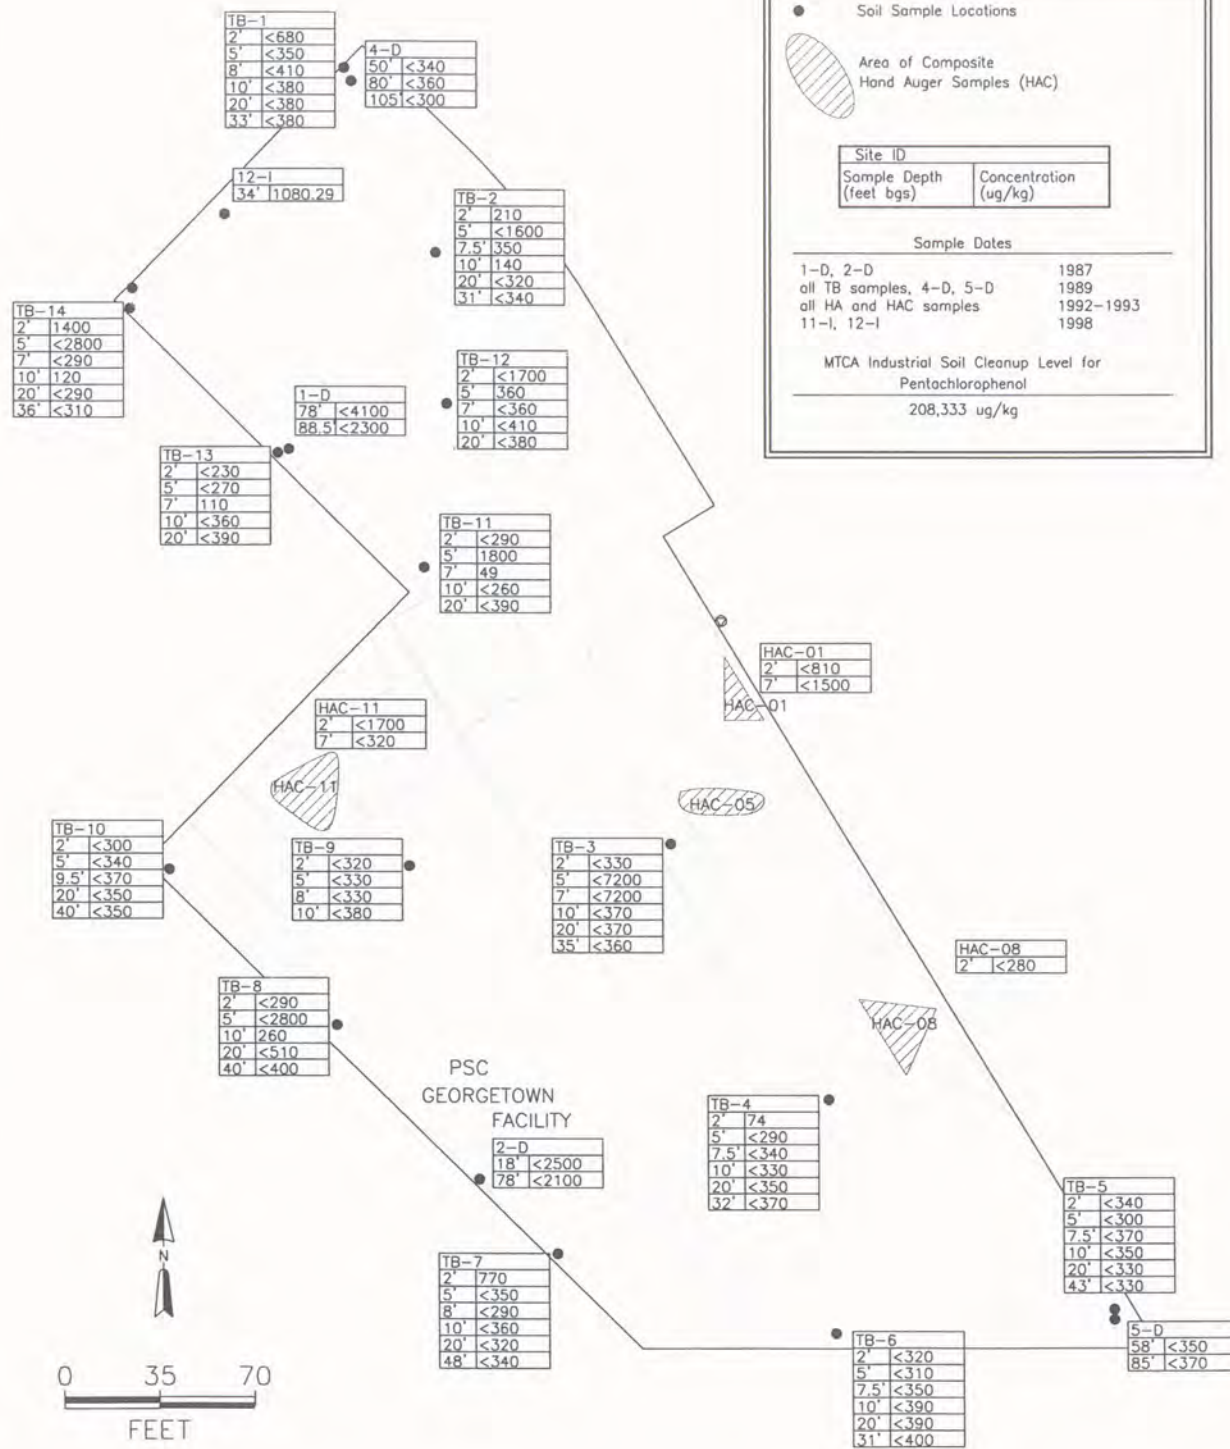 Soil Sample Locations
Area of Composite
Hand Auger Samples (HAC)
Site ID
Sample Depth (feet bgs) Concentration (ug/kg)
Sample Dates
1-D, 2-D 1987
all TB samples, 4-D, 5-D 1989
all HA and HAC samples 1992-1993
11-I, 12-I 1998
MTCA Industrial Soil Cleanup Level for
Pentachlorophenol
208,333 ug/kg
TB-1
2' <680
5' <350
8' <410
10' <380
20' <380
33' <380
4-D
50' <340
80' <360
105' <300
12-I
34' 1080.29
TB-2
2' 210
5' <1600
7.5' 350
10' 140
20' <320
31' <340
TB-14
2' 1400
5' <2800
7' <290
10' 120
20' <290
36' <310
TB-12
2' <1700
5' 360
7' <360
10' <410
20' <380
1-D
78' <4100
88.5' <2300
TB-13
2' <230
5' <270
7' 110
10' <360
20' <390
TB-11
2' <290
5' 1800
7' 49
10' <260
20' <390
HAC-01
2' <810
7' <1500
HAC-01
HAC-11
2' <1700
7' <320
HAC-11
HAC-05
TB-10
2' <300
5' <340
9.5' <370
20' <350
40' <350
TB-9
2' <320
5' <330
8' <330
10' <380
TB-3
2' <330
5' <7200
7' <7200
10' <370
20' <370
35' <360
HAC-08
2' <280
HAC-08
TB-8
2' <290
5' <2800
10' 260
20' <510
40' <400
PSC
GEORGETOWN
FACILITY
2-D
18' <2500
78' <2100
TB-4
2' 74
5' <290
7.5' <340
10' <330
20' <350
32' <370
TB-5
2' <340
5' <300
7.5' <370
10' <350
20' <330
43' <330
TB-7
2' 770
5' <350
8' <290
10' <360
20' <320
48' <340
TB-6
2' <320
5' <310
7.5' <350
10' <390
20' <390
31' <400
5-D
58' <350
85' <370
N
0 35 70
FEET